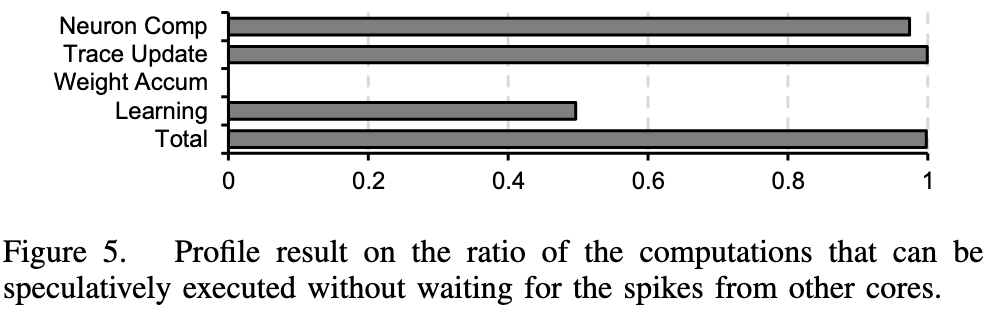 Neuron Comp
Trace Update
Weight Accum
Learning
Total
0 0.2 0.4 0.6 0.8 1
Figure 5. Profile result on the ratio of the computations that can be
speculatively executed without waiting for the spikes from other cores.